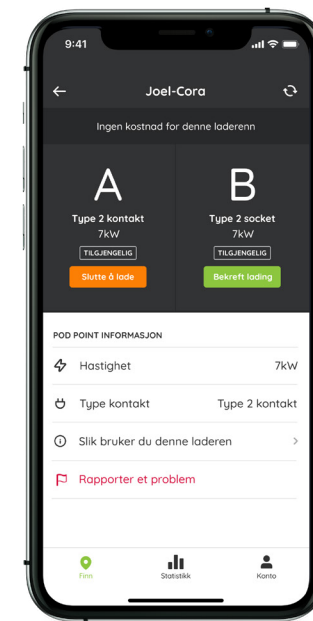 9:41
Joel-Cora
Ingen kostnad for denne laderenn
A
Type 2 kontakt
7kW
TILGJENGELIG
Slutte å lade
B
Type 2 socket
7kW
TILGJENGELIG
Bekreft lading
POD POINT INFORMASJON
Hastighet 7kW
Type kontakt Type 2 kontakt
Slik bruker du denne laderen
Rapporter et problem
Finn Statistikk Konto